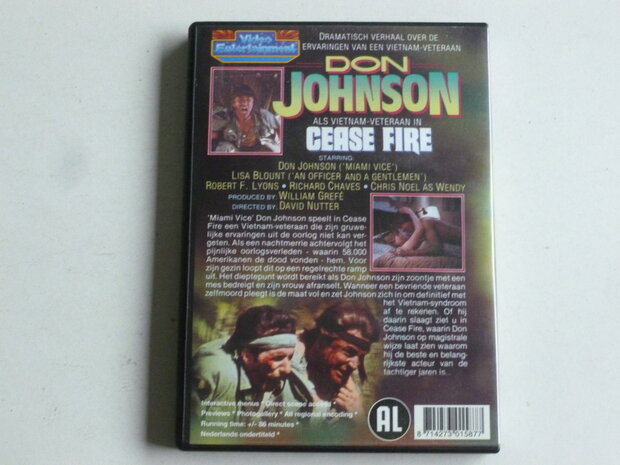 Video
Entertainment
DRAMATISCH VERHAAL OVER DE
ERVARINGEN VAN EEN VIETNAM-VETERAAN
DON
JOHNSON
ALS VIETNAM-VETERAAN IN
CEASE FIRE
STARRING:
DON JOHNSON ('MIAMI VICE')
LISA BLOUNT ('AN OFFICER AND A GENTLEMEN')
ROBERT F. LYONS • RICHARD CHAVES • CHRIS NOEL AS WENDY
PRODUCED BY: WILLIAM GREFÉ
DIRECTED BY: DAVID NUTTER
'Miami Vice' Don Johnson speelt in Cease
Fire een Vietnam-veteraan die zijn gruwe-
lijke ervaringen uit de oorlog niet kan ver-
geten. Als een nachtmerrie achtervolgt het
pijnlijke oorlogsverleden - waarin 58.000
Amerikanen de dood vonden - hem. Voor
zijn gezin loopt dit op een regelrechte ramp
uit. Het dieptepunt wordt bereikt als Don Johnson zijn zoontje met een
mes bedreigt en zijn vrouw afranselt. Wanneer een bevriende veteraan
zelfmoord pleegt is de maat vol en zet Johnson zich in om definitief met
het Vietnam-syndroom
af te rekenen. Of hij
daarin slaagt ziet u in
Cease Fire, waarin Don
Johnson op magistrale
wijze laat zien waarom
hij de beste en belang-
rijkste acteur van de
tachtiger jaren is...
Interactive menus * Direct scene access *
Previews * Photogallery * All regional encoding *
Running time: +/- 86 minutes *
Nederlands ondertiteld *
AL
8 714273 015877